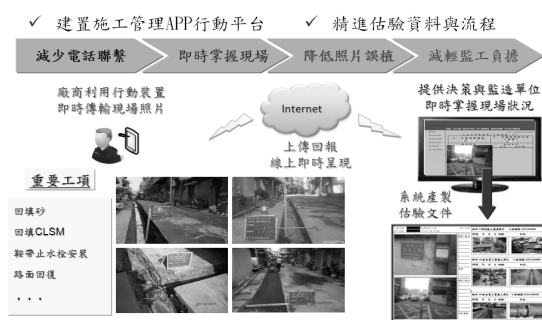 ✓ 建置施工管理APP行動平台
✓ 精進估驗資料與流程
減少電話聯繫
即時掌握現場
降低照片誤植
減輕監工負擔
廠商利用行動裝置
即時傳輸現場照片
Internet
上傳回報
線上即時呈現
提供決策與監造單位
即時掌握現場狀況
重要工項
回填砂
回填CLSM
鞍帶止水栓安裝
路面回復
・・・
系統產製
估驗文件